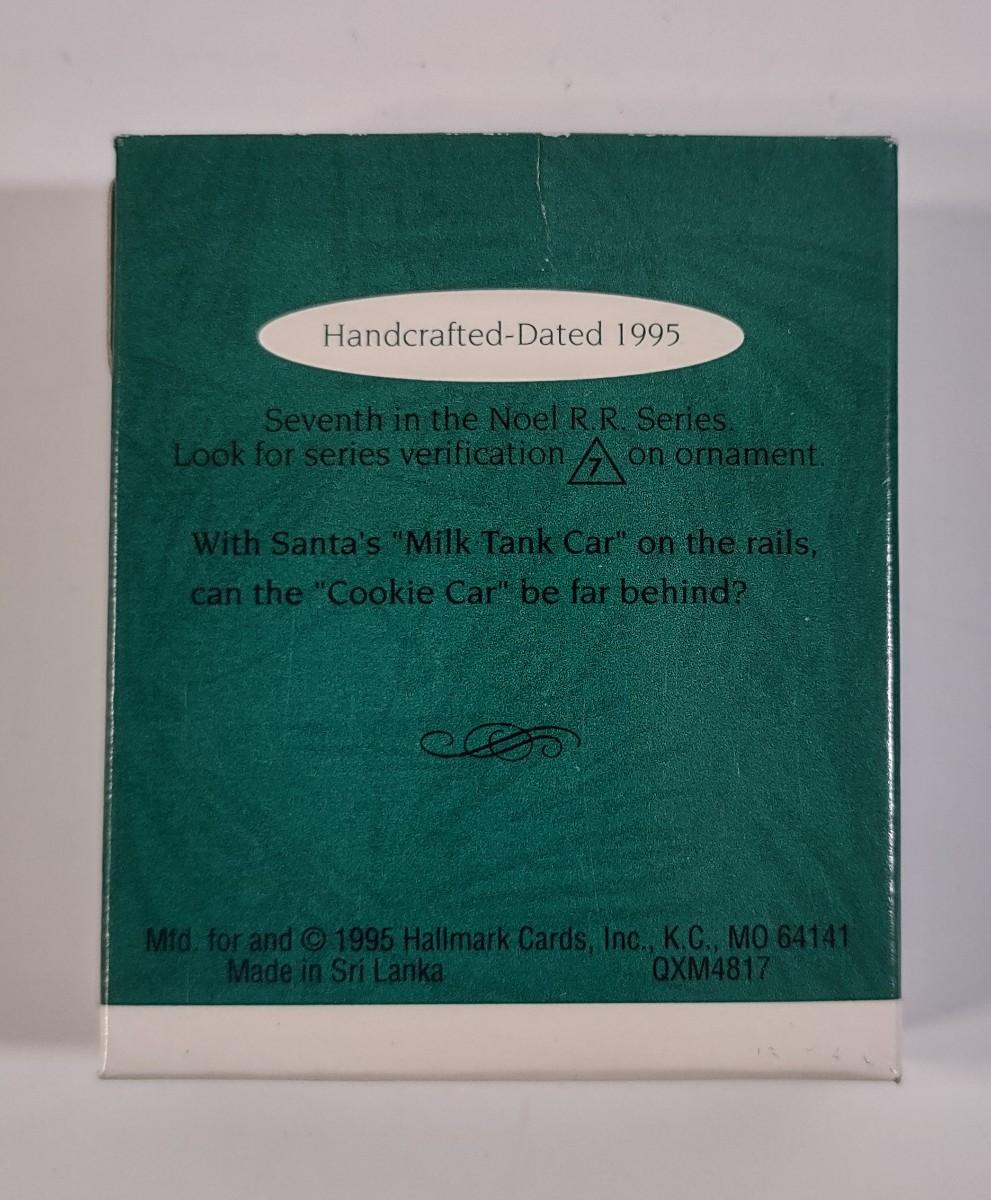 Handcrafted-Dated 1995
Seventh in the Noel R.R. Series.
Look for series verification 7 on ornament.
With Santa's "Milk Tank Car" on the rails,
can the "Cookie Car" be far behind?
Mfd. for and © 1995 Hallmark Cards, Inc., K.C., MO 64141
Made in Sri Lanka QXM4817